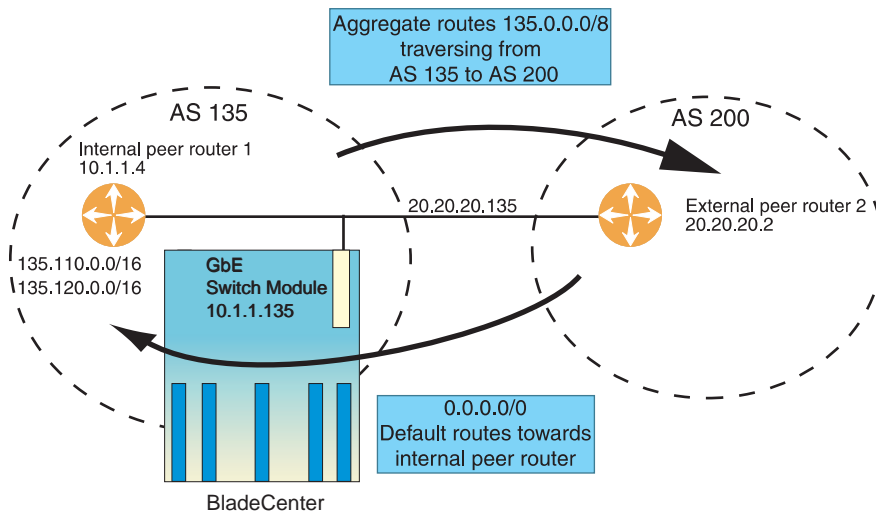 Aggregate routes 135.0.0.0/8
traversing from
AS 135 to AS 200
AS 135
AS 200
Internal peer router 1
10.1.1.4
20.20.20.135
External peer router 2
20.20.20.2
135.110.0.0/16
135.120.0.0/16
GbE
Switch Module
10.1.1.135
0.0.0.0/0
Default routes towards
internal peer router
BladeCenter